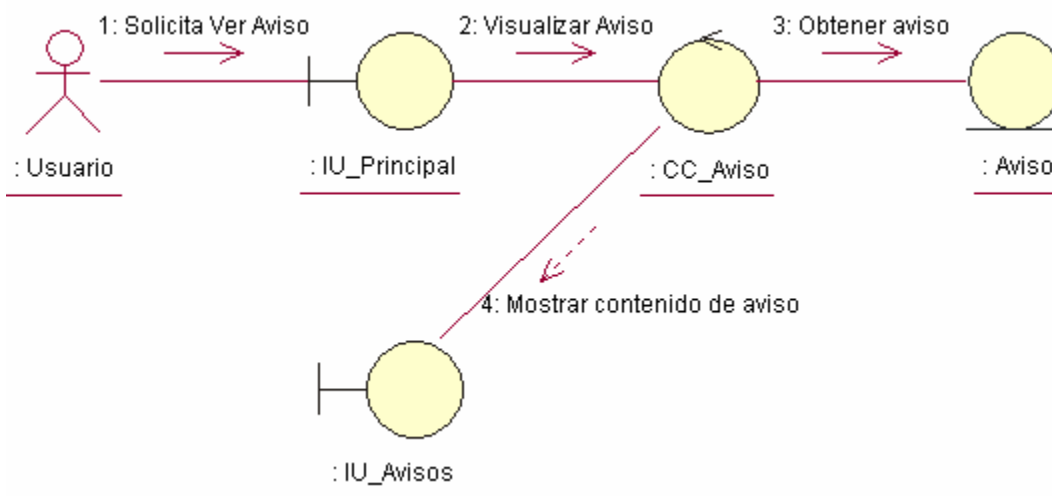 1: Solicita Ver Aviso
2: Visualizar Aviso
3: Obtener aviso
: Usuario
: IU_Principal
: CC_Aviso
: Aviso
4: Mostrar contenido de aviso
: IU_Avisos